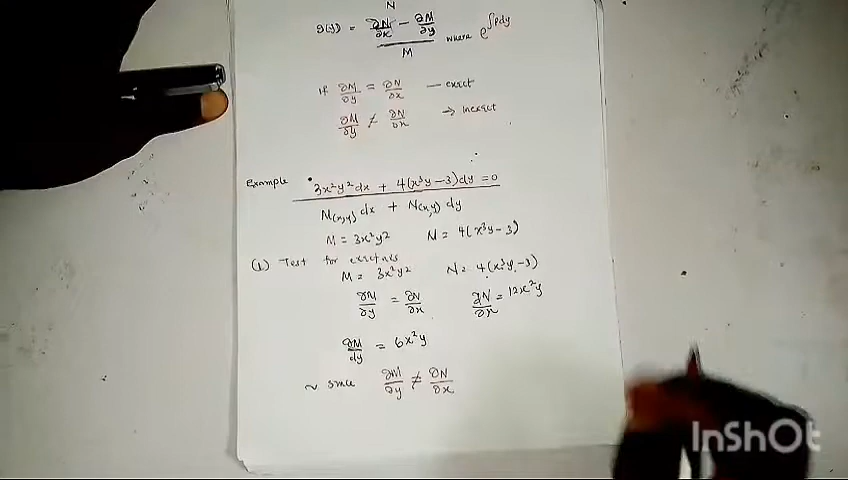 N
g(y) = ∂N/∂x − ∂M/∂y / M where e^∫Pdy
if ∂M/∂y = ∂N/∂x — exact
∂M/∂y ≠ ∂N/∂x → Inexact
Example 3x²y²dx + 4(x³y−3)dy = 0
M(x,y) dx + N(x,y) dy
M = 3x²y² N = 4(x³y−3)
(1) Test for exactness
M = 3x²y² N = 4(x³y−3)
∂M/∂y = ∂N/∂x ∂N/∂x = 12x²y
∂M/dy = 6x²y
~ since ∂M/∂y ≠ ∂N/∂x
InShOt